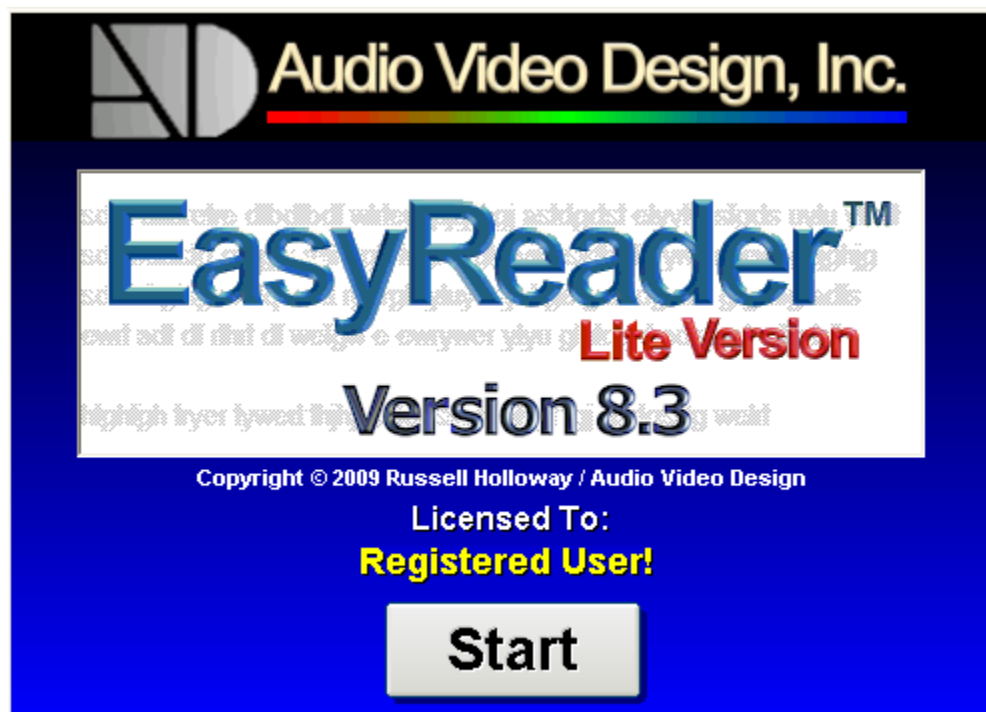 Audio Video Design, Inc.
EasyReader™
Lite Version
Version 8.3
Copyright © 2009 Russell Holloway / Audio Video Design
Licensed To:
Registered User!
Start